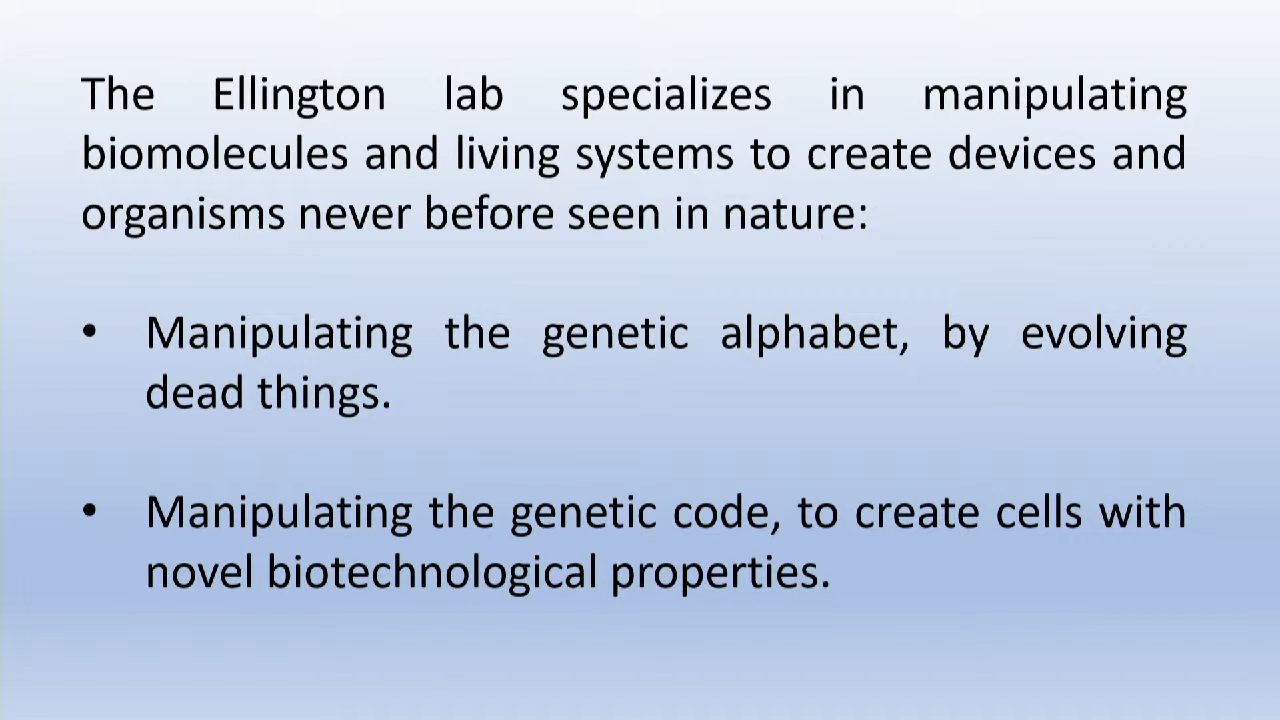 The Ellington lab specializes in manipulating
biomolecules and living systems to create devices and
organisms never before seen in nature:
• Manipulating the genetic alphabet, by evolving
dead things.
• Manipulating the genetic code, to create cells with
novel biotechnological properties.